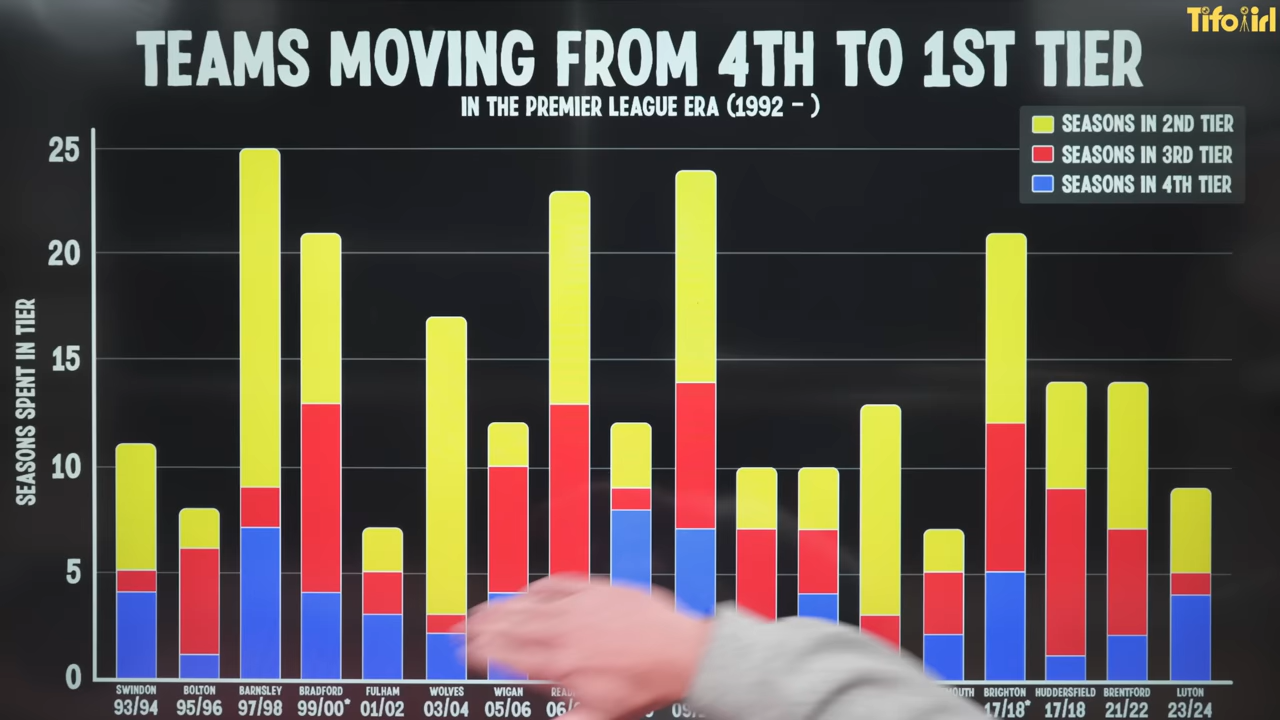 Tifo irl
TEAMS MOVING FROM 4TH TO 1ST TIER
IN THE PREMIER LEAGUE ERA (1992 - )
SEASONS IN 2ND TIER
SEASONS IN 3RD TIER
SEASONS IN 4TH TIER
SEASONS SPENT IN TIER
25
20
15
10
5
0
SWINDON BOLTON BARNSLEY BRADFORD FULHAM WOLVES WIGAN BRIGHTON HUDDERSFIELD BRENTFORD LUTON
93/94 95/96 97/98 99/00* 01/02 03/04 05/06 17/18* 17/18 21/22 23/24